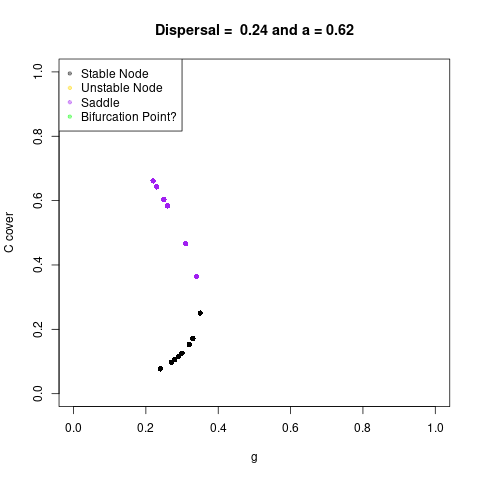 Dispersal =  0.24 and a = 0.62
Stable Node
Unstable Node
Saddle
Bifurcation Point?
C cover
1.0
0.8
0.6
0.4
0.2
0.0
0.0 0.2 0.4 0.6 0.8 1.0
g